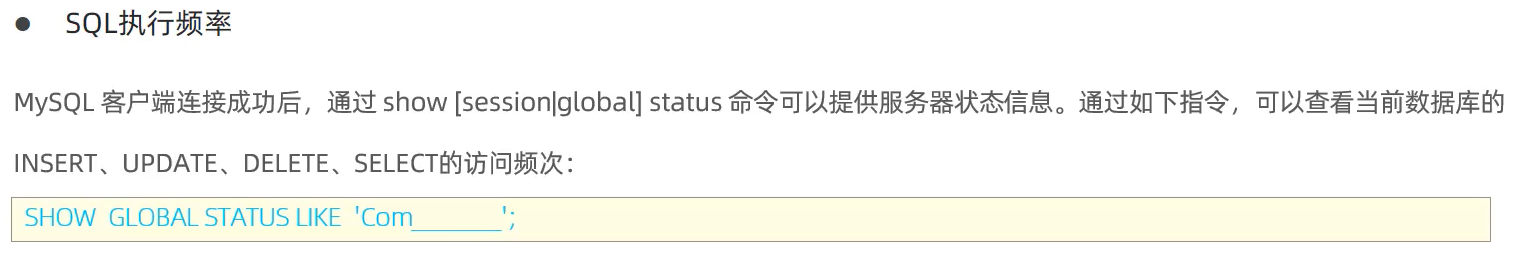 ● SQL执行频率
MySQL 客户端连接成功后，通过 show [session|global] status 命令可以提供服务器状态信息。通过如下指令，可以查看当前数据库的
INSERT、UPDATE、DELETE、SELECT的访问频次：
SHOW GLOBAL STATUS LIKE 'Com_______';